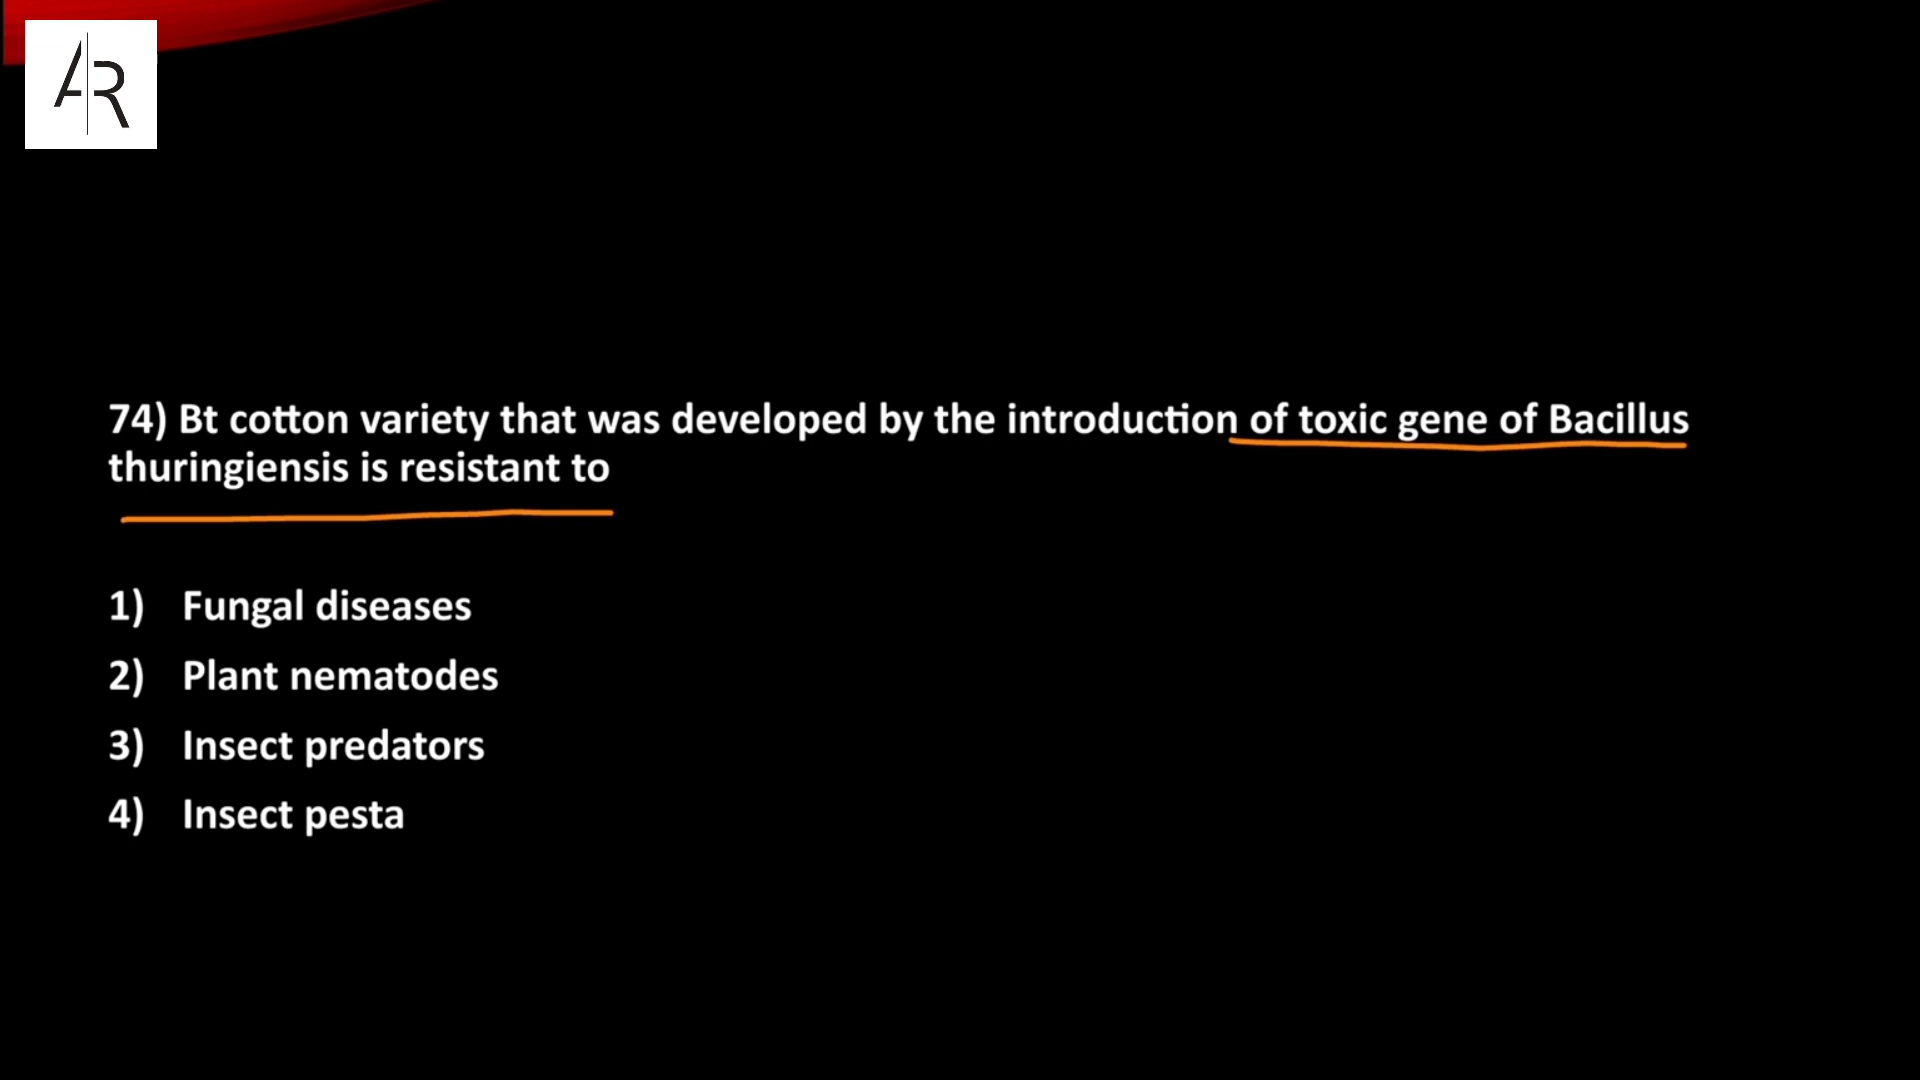 AR
74) Bt cotton variety that was developed by the introduction of toxic gene of Bacillus
thuringiensis is resistant to
1) Fungal diseases
2) Plant nematodes
3) Insect predators
4) Insect pesta